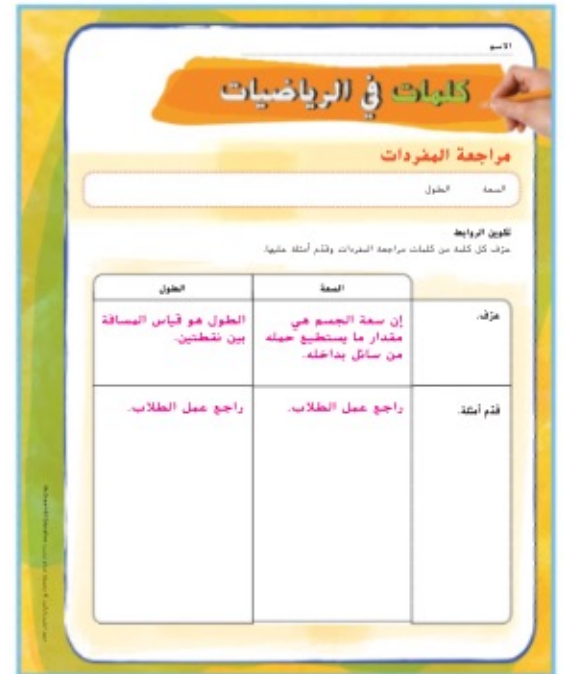 الاسم
كلمات في الرياضيات
مراجعة المفردات
السعة الطول
تكوين الروابط
عرّف كل كلمة من كلمات مراجعة المفردات وقدّم أمثلة عليها.
السعة الطول
عرّف.
إن سعة الجسم هي
مقدار ما يستطيع حمله
من سائل بداخله.
الطول هو قياس المسافة
بين نقطتين.
قدّم أمثلة.
راجع عمل الطلاب.
راجع عمل الطلاب.